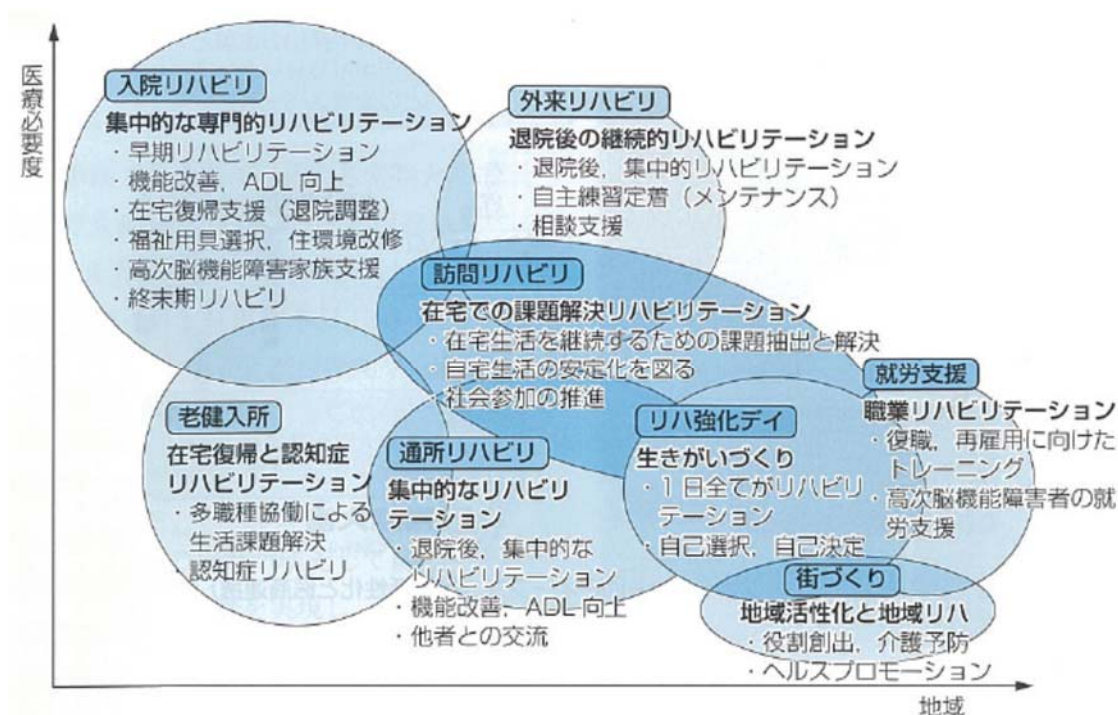 医療必要度
入院リハビリ
集中的な専門的リハビリテーション
・早期リハビリテーション
・機能改善，ADL 向上
・在宅復帰支援（退院調整）
・福祉用具選択，住環境改修
・高次脳機能障害家族支援
・終末期リハビリ
外来リハビリ
退院後の継続的リハビリテーション
・退院後，集中的リハビリテーション
・自主練習定着（メンテナンス）
・相談支援
訪問リハビリ
在宅での課題解決リハビリテーション
・在宅生活を継続するための課題抽出と解決
・自宅生活の安定化を図る
・社会参加の推進
老健入所
在宅復帰と認知症
リハビリテーション
・多職種協働による
生活課題解決
・認知症リハビリ
通所リハビリ
集中的なリハビリ
テーション
・退院後，集中的な
リハビリテーション
・機能改善，ADL 向上
・他者との交流
リハ強化デイ
生きがいづくり
・1日全てがリハビリ
テーション
・自己選択，自己決定
就労支援
職業リハビリテーション
・復職，再雇用に向けた
トレーニング
・高次脳機能障害者の就
労支援
街づくり
地域活性化と地域リハ
・役割創出，介護予防
・ヘルスプロモーション
地域